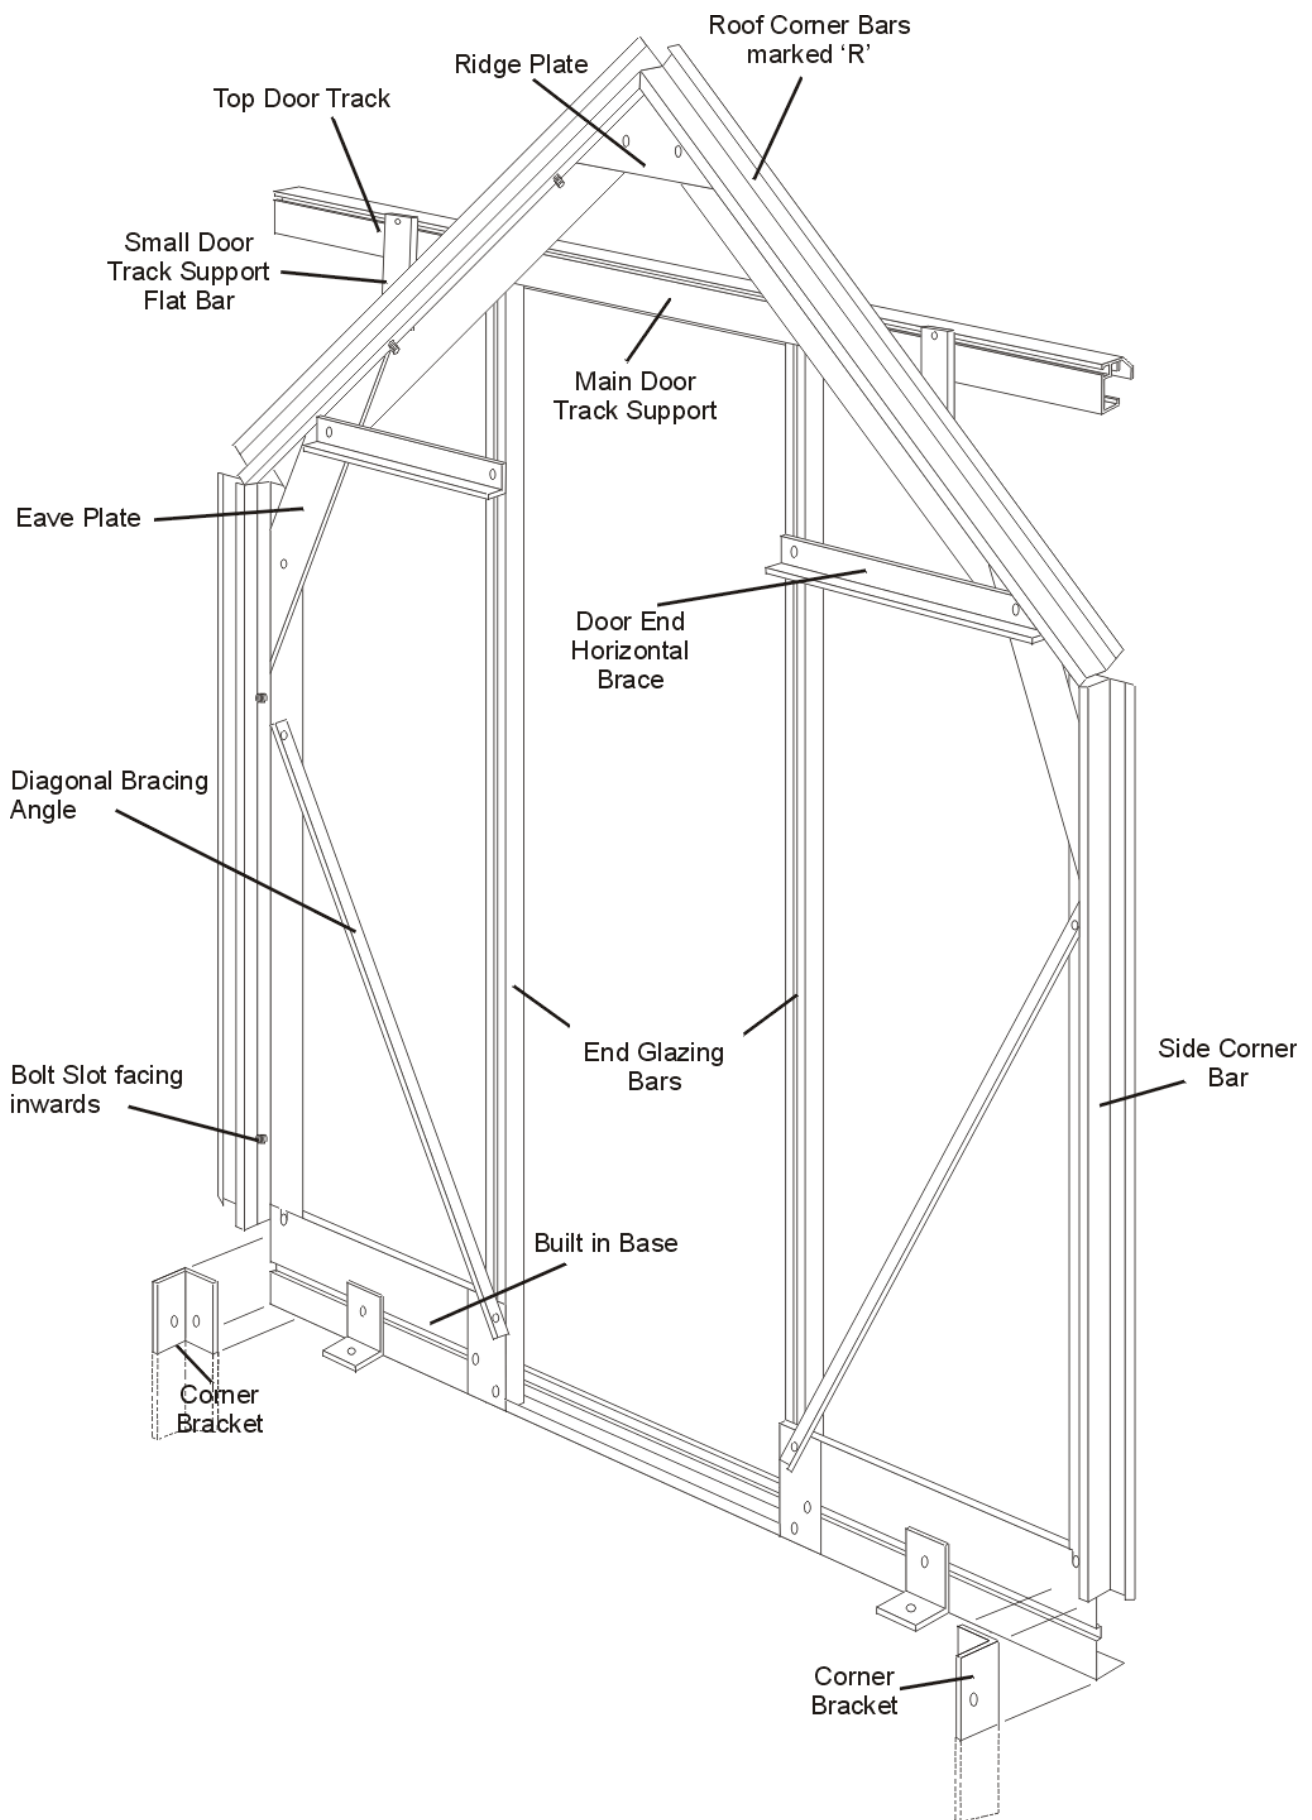 Roof Corner Bars
marked ‘R’
Ridge Plate
Top Door Track
Small Door
Track Support
Flat Bar
Main Door
Track Support
Eave Plate
Door End
Horizontal
Brace
Diagonal Bracing
Angle
End Glazing
Bars
Side Corner
Bar
Bolt Slot facing
inwards
Built in Base
Corner
Bracket
Corner
Bracket